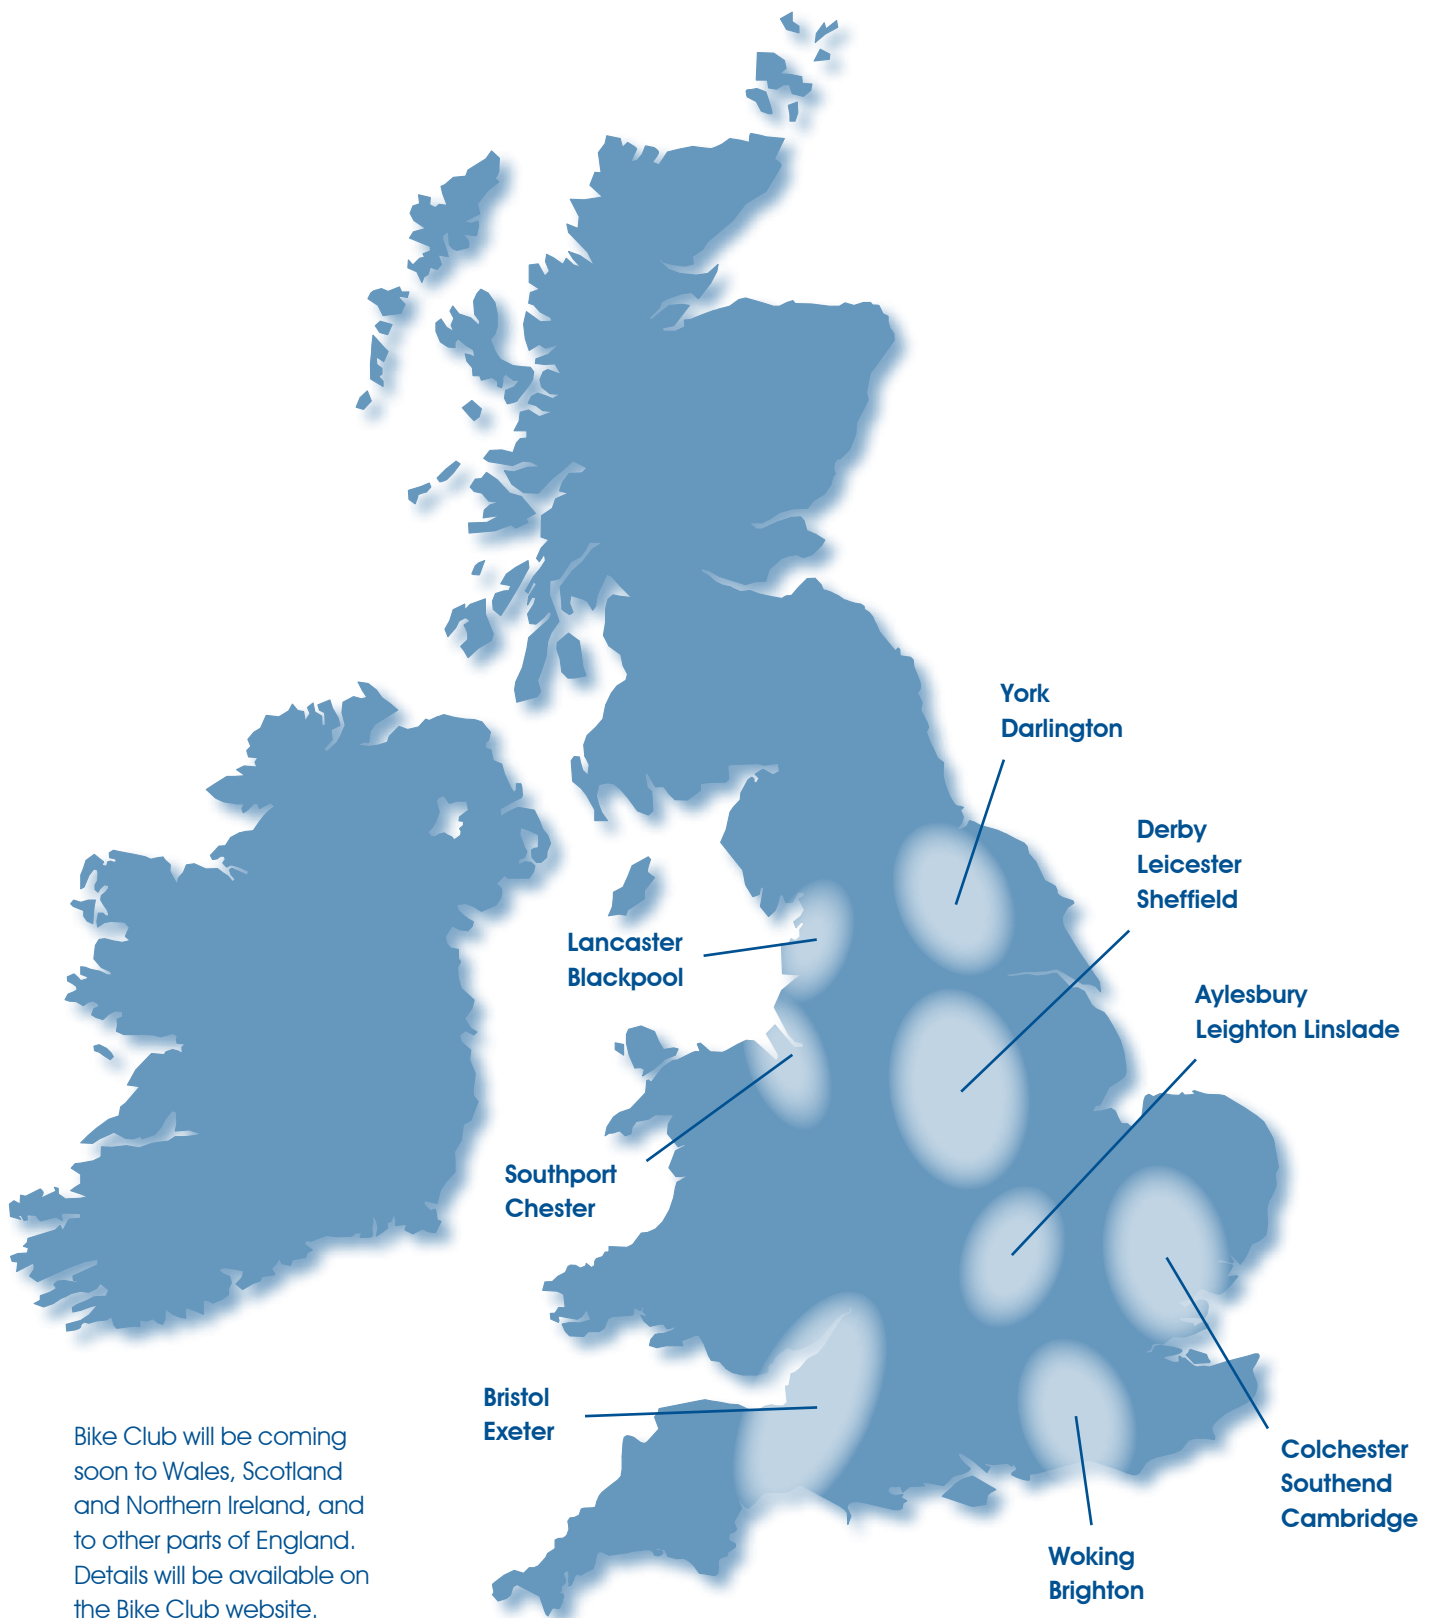 York
Darlington
Derby
Leicester
Sheffield
Lancaster
Blackpool
Aylesbury
Leighton Linslade
Southport
Chester
Bristol
Exeter
Colchester
Southend
Cambridge
Woking
Brighton
Bike Club will be coming
soon to Wales, Scotland
and Northern Ireland, and
to other parts of England.
Details will be available on
the Bike Club website.